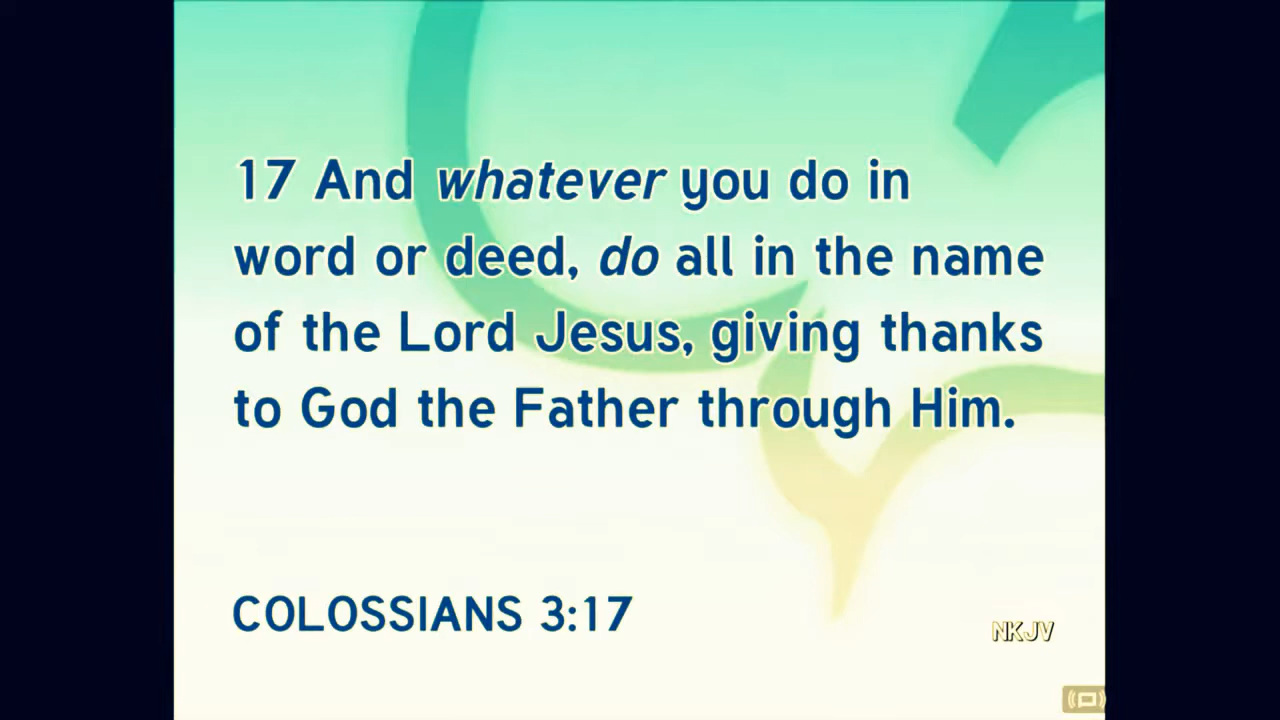 17 And whatever you do in
word or deed, do all in the name
of the Lord Jesus, giving thanks
to God the Father through Him.
COLOSSIANS 3:17
NKJV